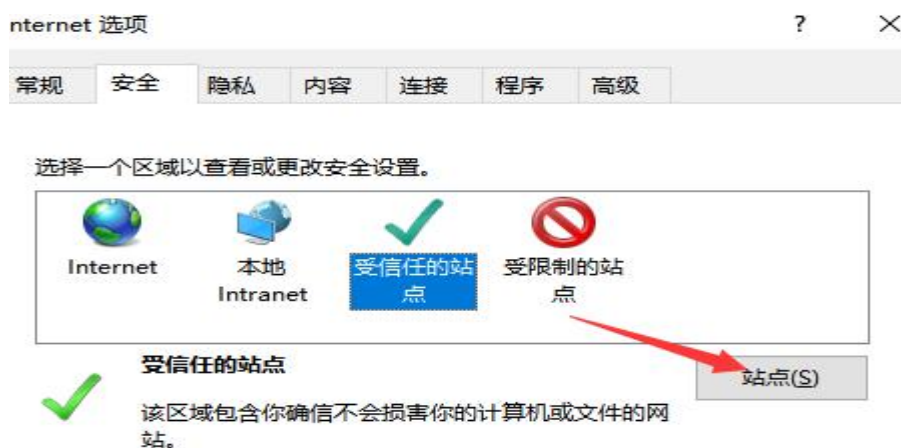 nternet 选项 ?
常规 安全 隐私 内容 连接 程序 高级
选择一个区域以查看或更改安全设置。
Internet 本地 受信任的站 受限制的站
Intranet 点 点
受信任的站点
站点(S)
该区域包含你确信不会损害你的计算机或文件的网
站。